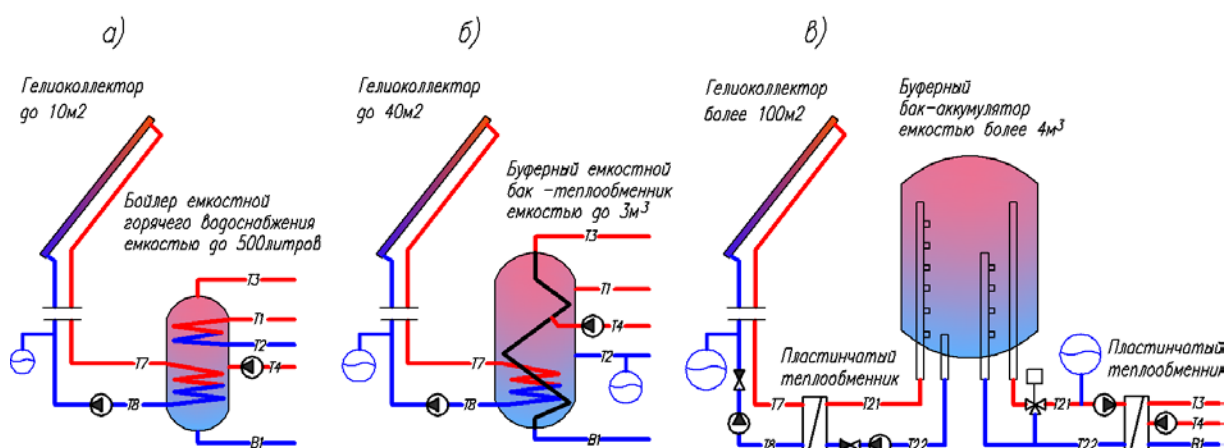 а)
Гелиоколлектор
до 10м2
Бойлер емкостной
горячего водоснабжения
емкостью до 500литров
Т3
Т1
Т2
Т7
Т4
Т8
В1
б)
Гелиоколлектор
до 40м2
Буферный емкостной
бак -теплообменник
емкостью до 3м³
Т3
Т1
Т4
Т2
Т7
Т8
В1
в)
Гелиоколлектор
более 100м2
Буферный
бак-аккумулятор
емкостью более 4м³
Пластинчатый
теплообменник
Пластинчатый
теплообменник
Т7
Т21
Т21
Т3
Т4
Т8
Т22
Т22
В1